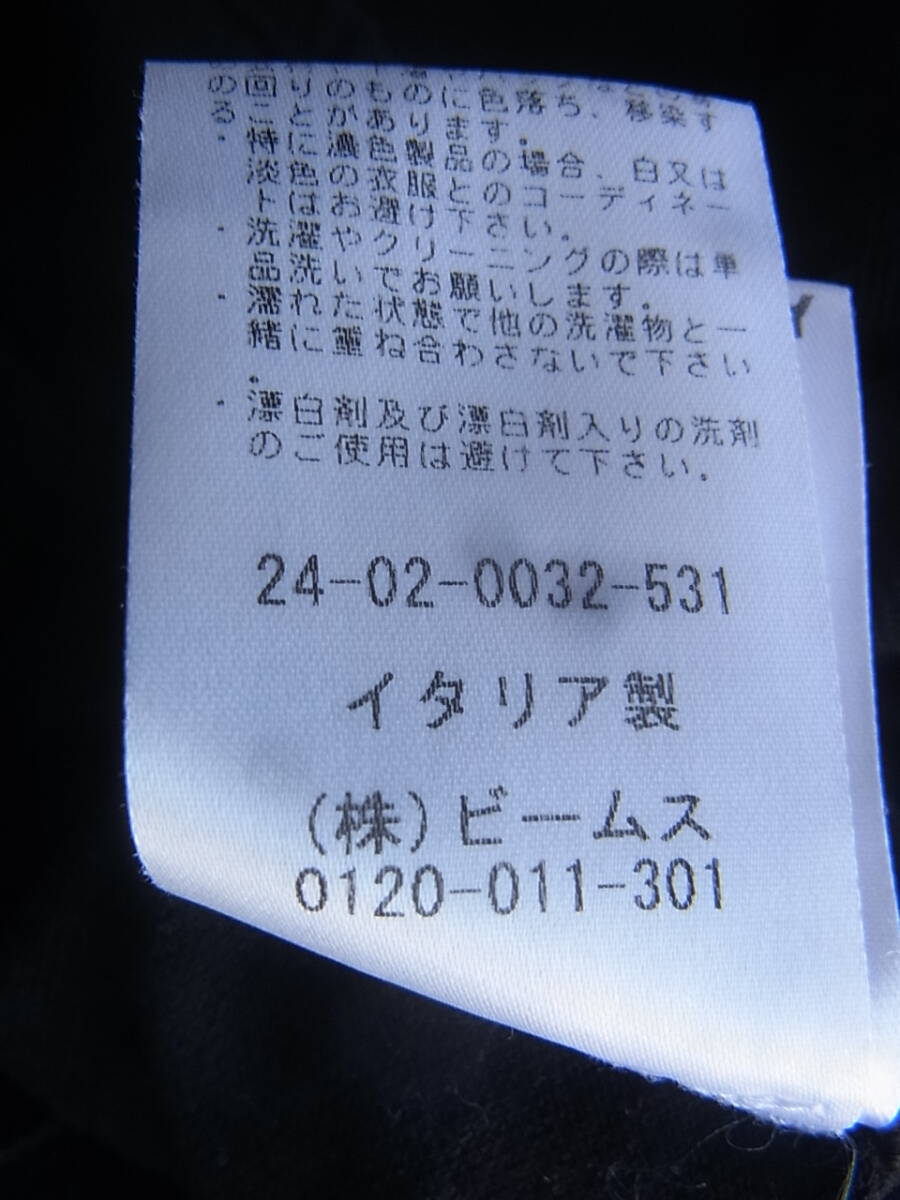 回りのものに色落ち、移染す
ることがあります。
・特に濃色製品の場合、白又は
淡色の衣服とのコーディネー
トはお避け下さい。
・洗濯やクリーニングの際は単
品洗いでお願いします。
・濡れた状態で他の洗濯物と一
緒に重ね合わさないで下さい
。
・漂白剤及び漂白剤入りの洗剤
のご使用は避けて下さい。
24-02-0032-531
イタリア製
(株)ビームス
0120-011-301
Y